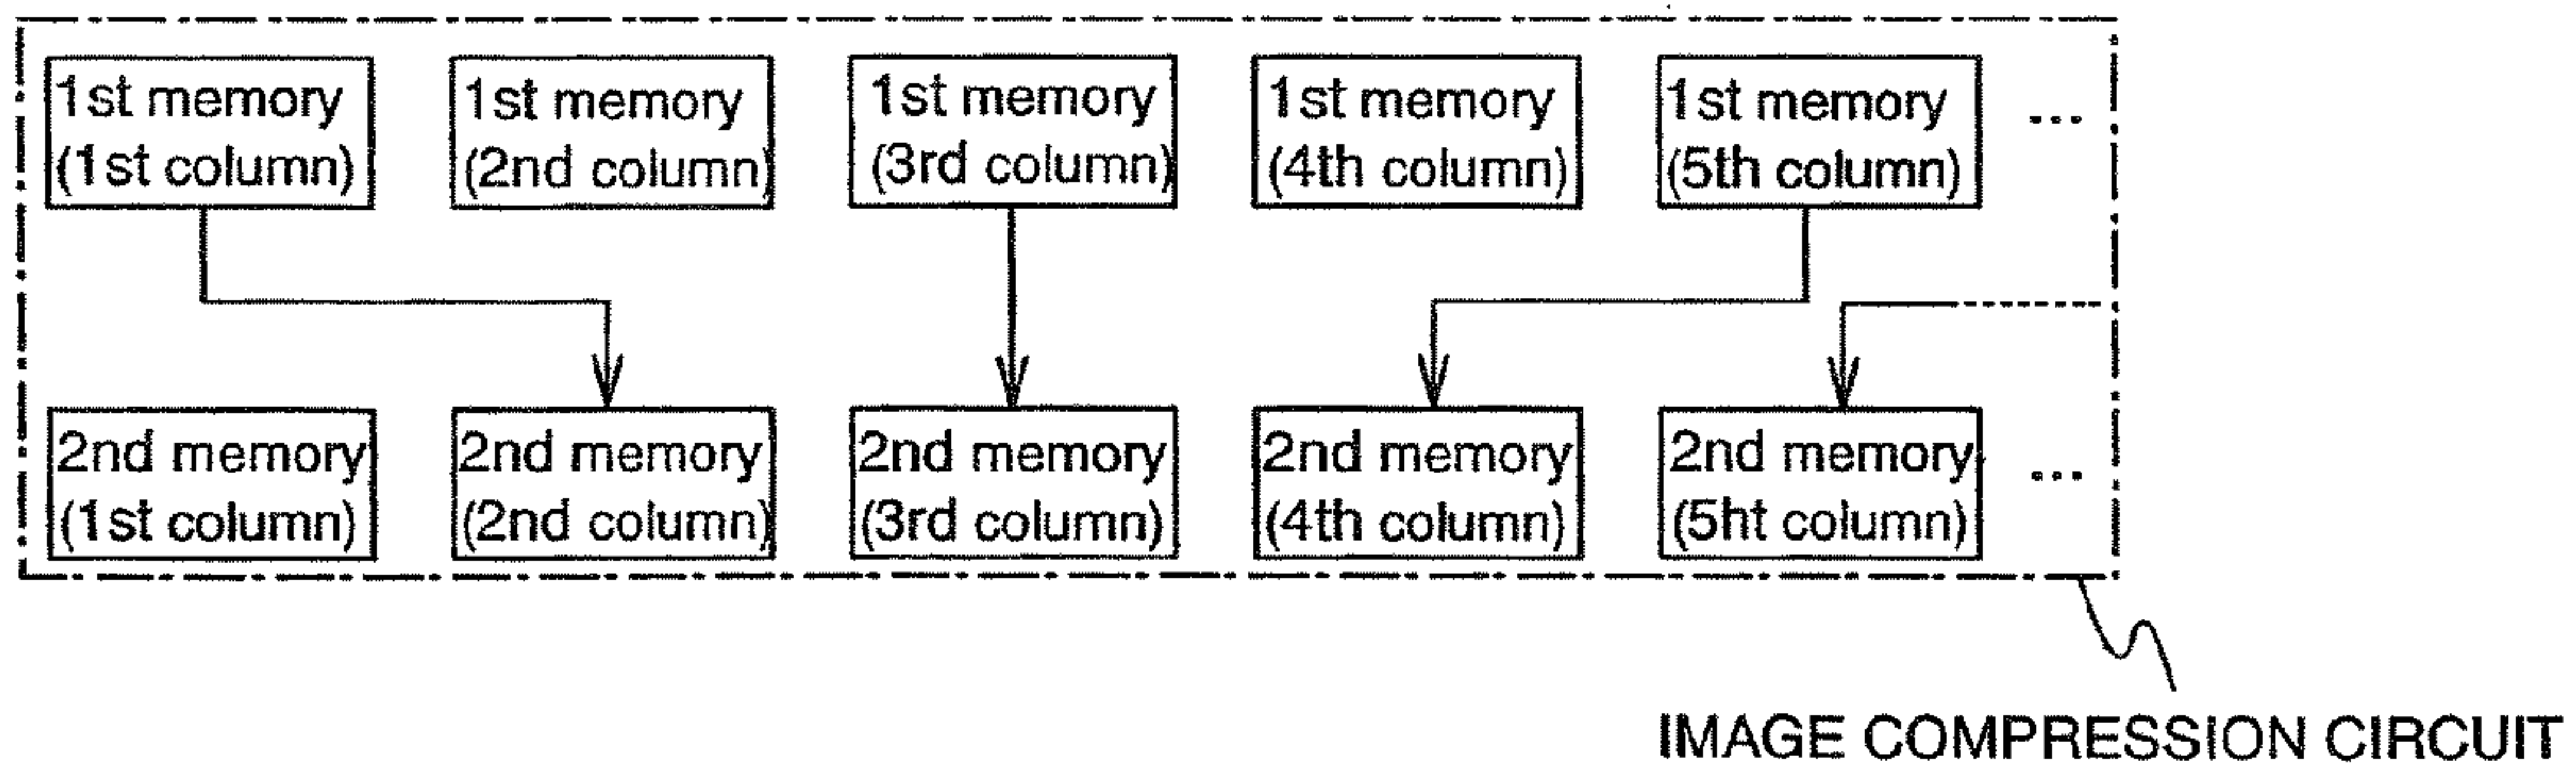 1st memory
(1st column)
1st memory
(2nd column)
1st memory
(3rd column)
1st memory
(4th column)
1st memory
(5th column)
...
2nd memory
(1st column)
2nd memory
(2nd column)
2nd memory
(3rd column)
2nd memory
(4th column)
2nd memory
(5ht column)
...
IMAGE COMPRESSION CIRCUIT